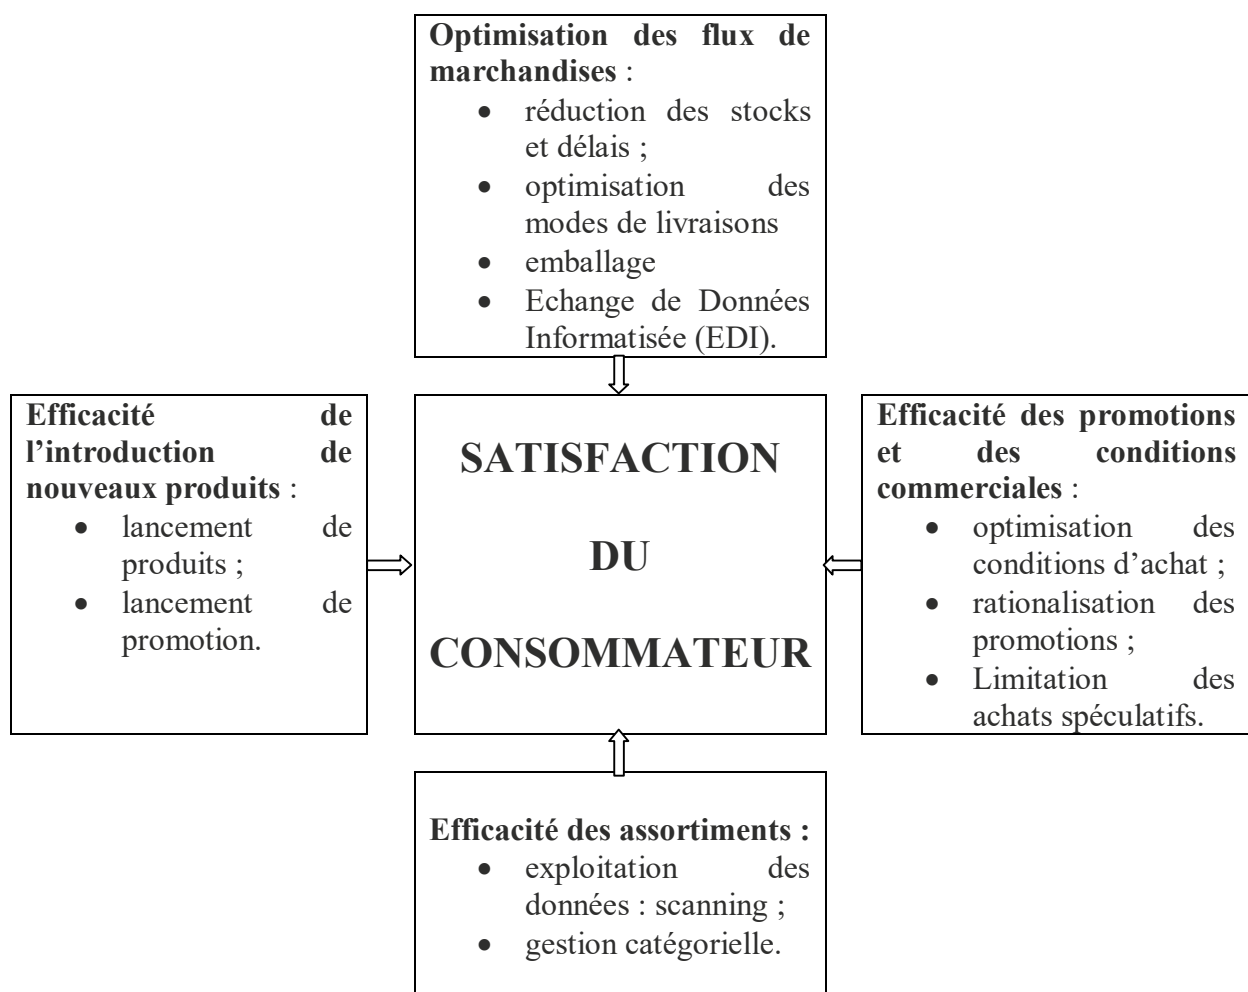 Optimisation des flux de
marchandises :
• réduction des stocks
et délais ;
• optimisation des
modes de livraisons
• emballage
• Echange de Données
Informatisée (EDI).
Efficacité de
l’introduction de
nouveaux produits :
• lancement de
produits ;
• lancement de
promotion.
SATISFACTION
DU
CONSOMMATEUR
Efficacité des promotions
et des conditions
commerciales :
• optimisation des
conditions d’achat ;
• rationalisation des
promotions ;
• Limitation des
achats spéculatifs.
Efficacité des assortiments :
• exploitation des
données : scanning ;
• gestion catégorielle.